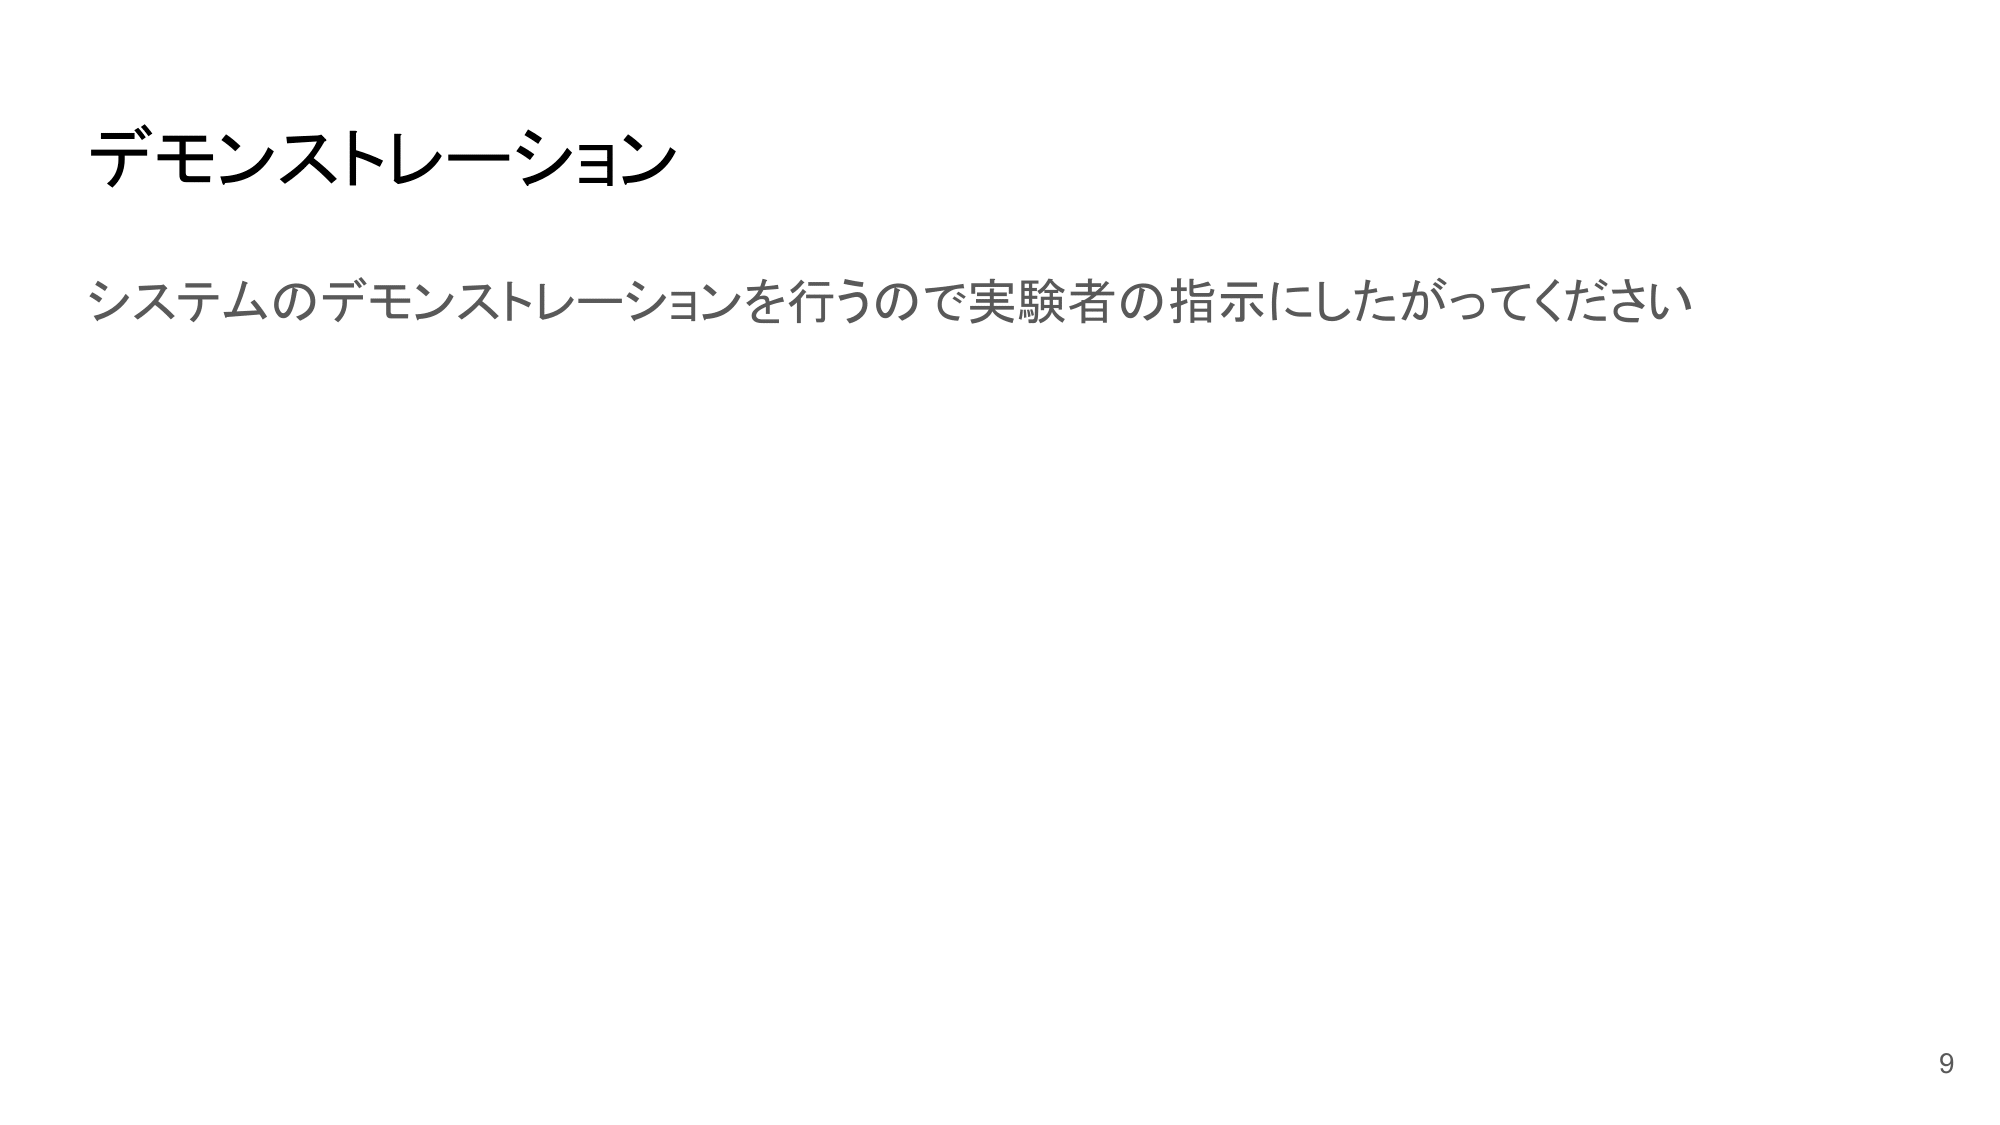 デモンストレーション
システムのデモンストレーションを行うので実験者の指示にしたがってください
9